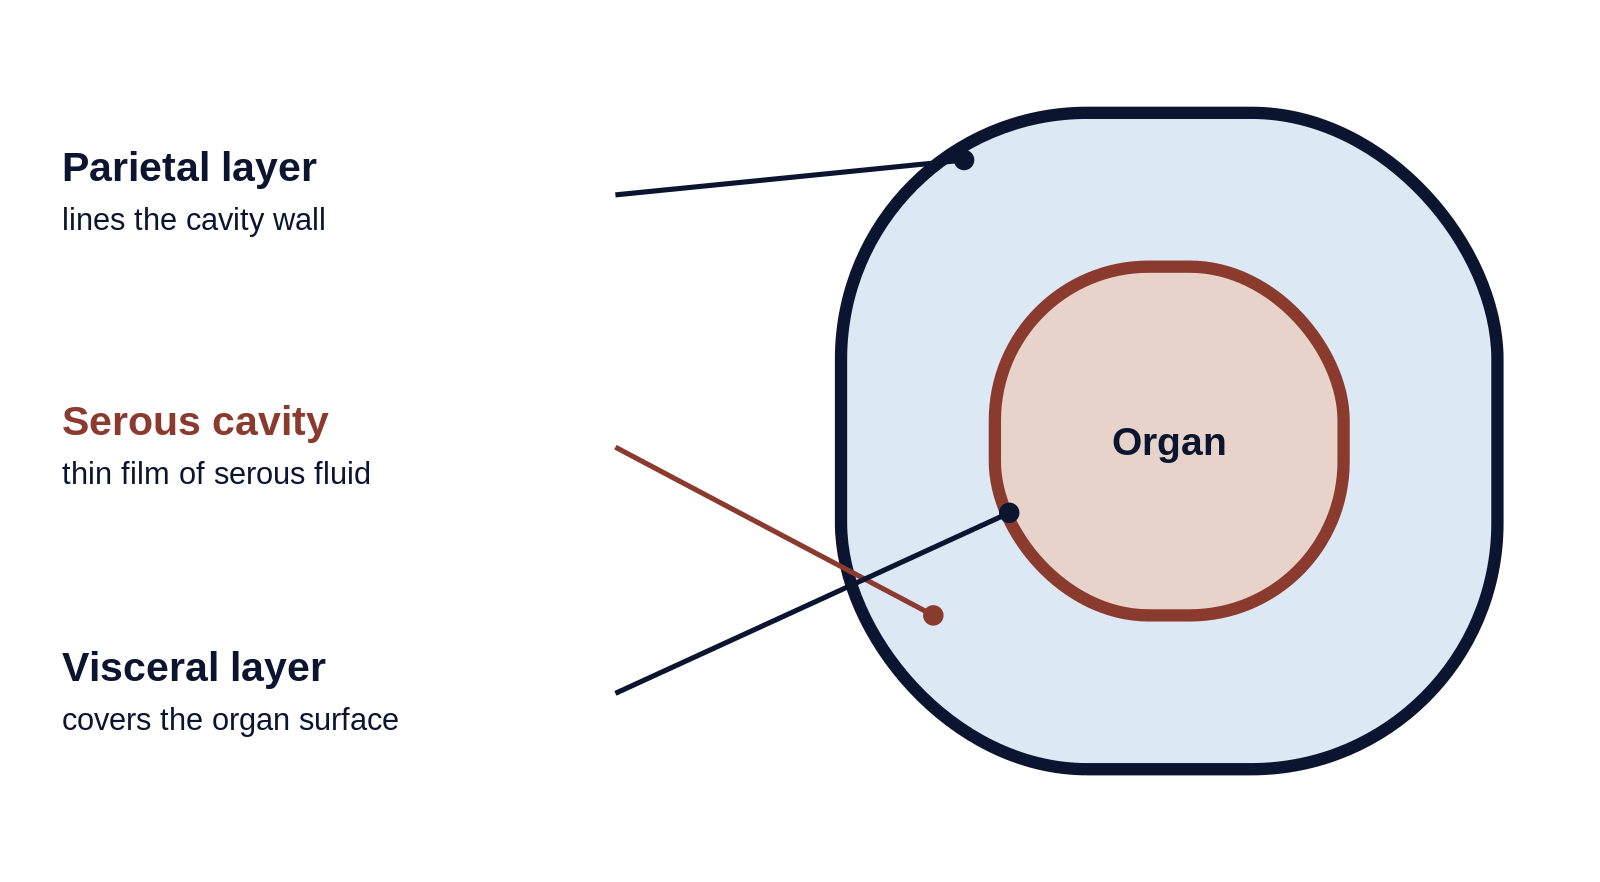 Parietal layer
lines the cavity wall
Serous cavity
thin film of serous fluid
Organ
Visceral layer
covers the organ surface